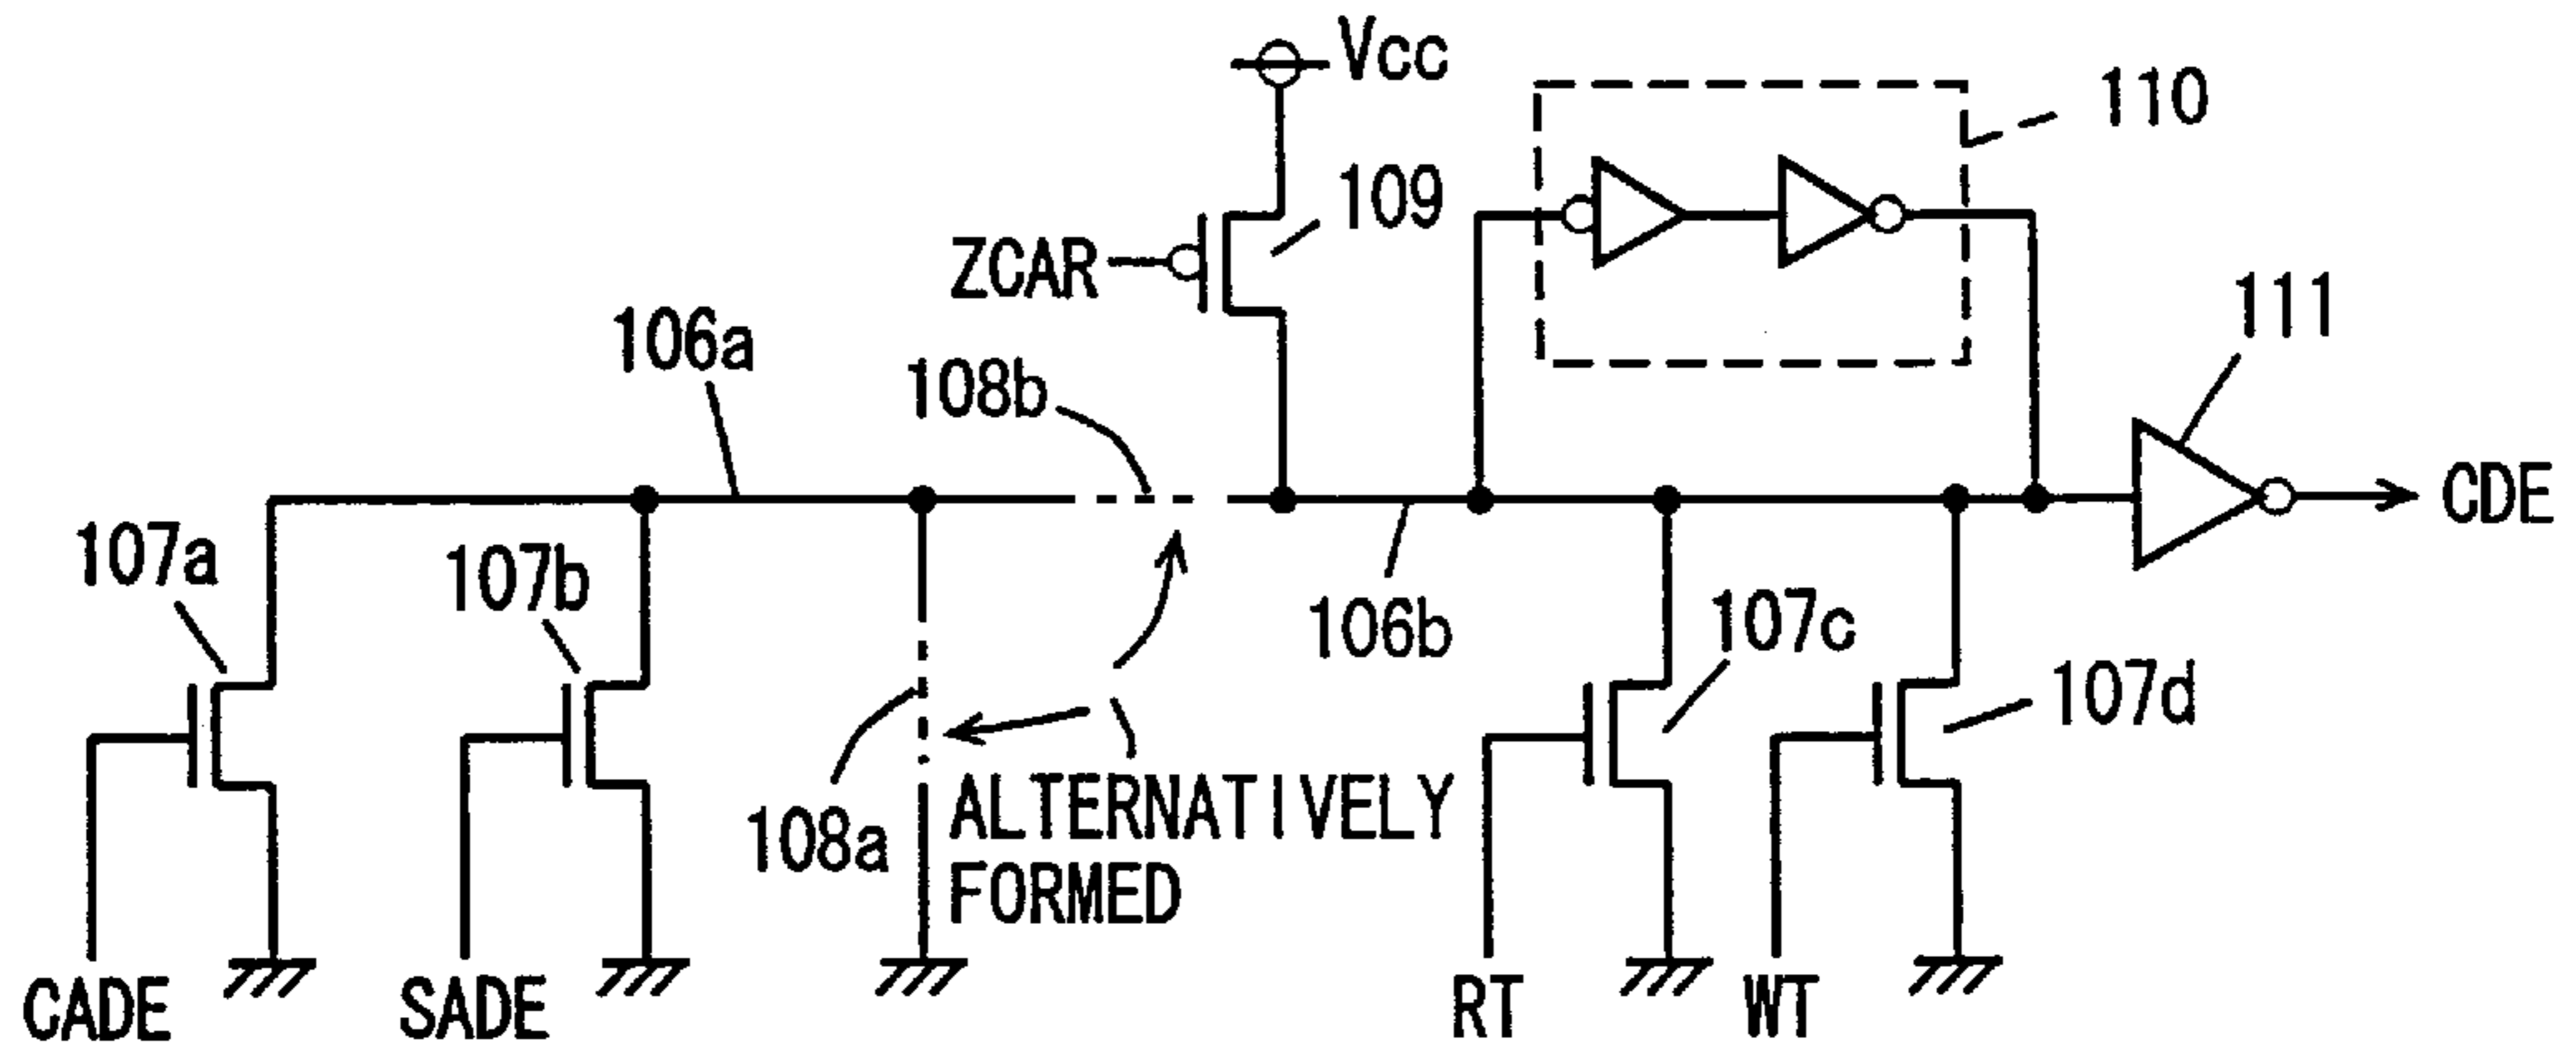 Vcc
110
109
ZCAR
111
106a
108b
CDE
107a
107b
106b
107c
107d
108a
ALTERNATIVELY
FORMED
CADE
SADE
RT
WT